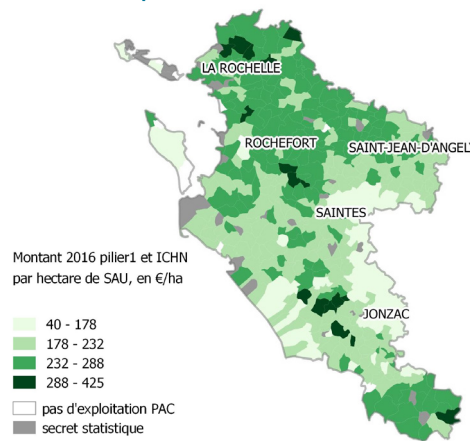 LA ROCHELLE
ROCHEFORT
SAINT-JEAN-D'ANGELY
SAINTES
Montant 2016 pilier1 et ICHN
par hectare de SAU, en €/ha
JONZAC
40 - 178
178 - 232
232 - 288
288 - 425
pas d'exploitation PAC
secret statistique